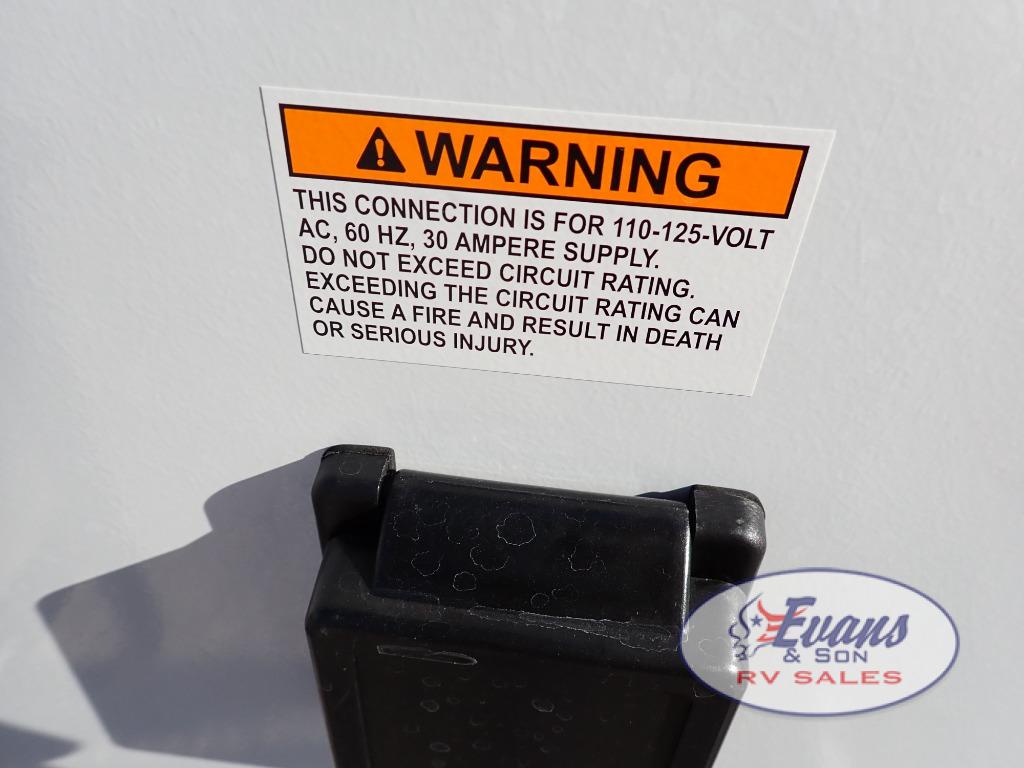 WARNING
THIS CONNECTION IS FOR 110-125-VOLT
AC, 60 HZ, 30 AMPERE SUPPLY.
DO NOT EXCEED CIRCUIT RATING.
EXCEEDING THE CIRCUIT RATING CAN
CAUSE A FIRE AND RESULT IN DEATH
OR SERIOUS INJURY.
Evans
& SON
RV SALES